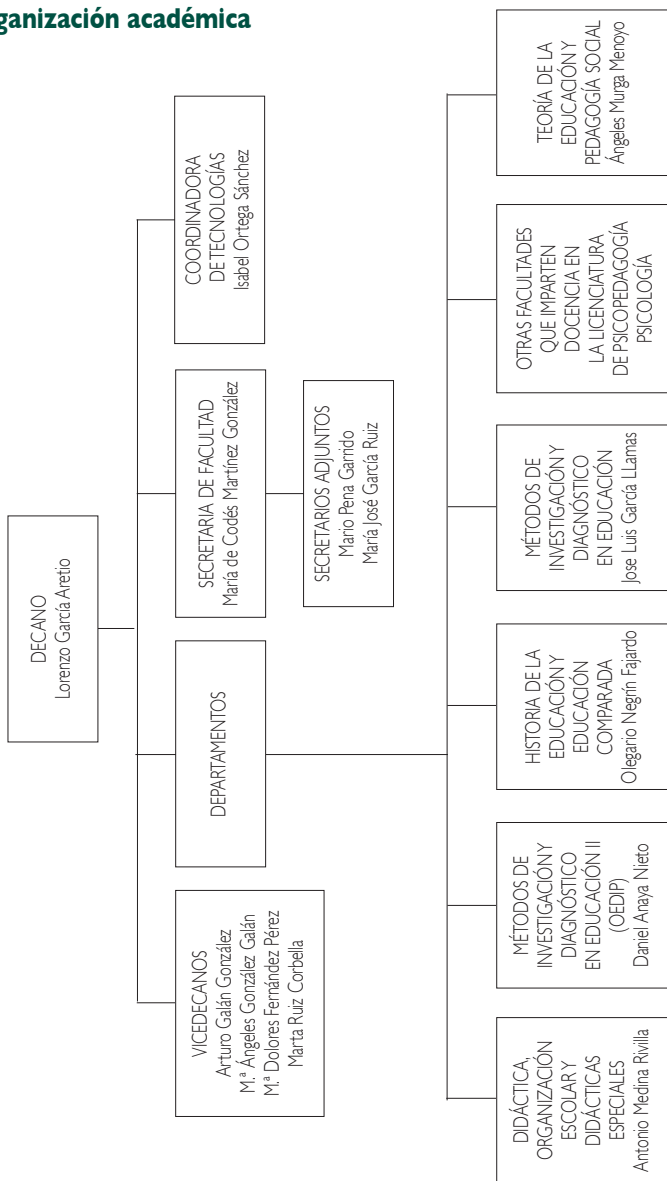 ganización académica
DECANO
Lorenzo García Aretio
VICEDECANOS
Arturo Galán González
M.ª Ángeles González Galán
M.ª Dolores Fernández Pérez
Marta Ruiz Corbella
DEPARTAMENTOS
SECRETARIA DE FACULTAD
María de Codés Martínez González
COORDINADORA
DETECNOLOGÍAS
Isabel Ortega Sánchez
SECRETARIOS ADJUNTOS
Mario Pena Garrido
María José García Ruiz
DIDÁCTICA,
ORGANIZACIÓN
ESCOLAR Y
DIDÁCTICAS
ESPECIALES
Antonio Medina Rivilla
MÉTODOS DE
INVESTIGACIÓN Y
DIAGNÓSTICO
EN EDUCACIÓN II
(OEDIP)
Daniel Anaya Nieto
HISTORIA DE LA
EDUCACIÓN Y
EDUCACIÓN
COMPARADA
Olegario Negrín Fajardo
MÉTODOS DE
INVESTIGACIÓN Y
DIAGNÓSTICO
EN EDUCACIÓN
Jose Luis García LLamas
OTRAS FACULTADES
QUE IMPARTEN
DOCENCIA EN
LA LICENCIATURA
DE PSICOPEDAGOGÍA
PSICOLOGÍA
TEORÍA DE LA
EDUCACIÓN Y
PEDAGOGÍA SOCIAL
Ángeles Murga Menoyo